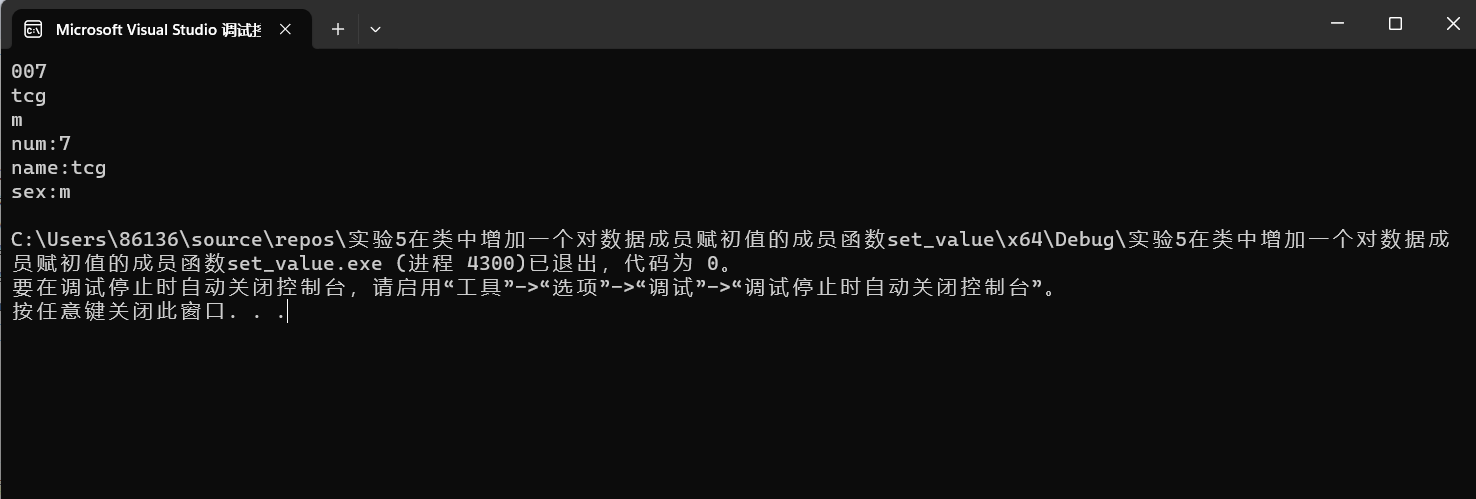 Microsoft Visual Studio 调试控
007
tcg
m
num:7
name:tcg
sex:m
C:\Users\86136\source\repos\实验5在类中增加一个对数据成员赋初值的成员函数set_value\x64\Debug\实验5在类中增加一个对数据成
员赋初值的成员函数set_value.exe (进程 4300)已退出，代码为 0。
要在调试停止时自动关闭控制台，请启用“工具”->“选项”->“调试”->“调试停止时自动关闭控制台”。
按任意键关闭此窗口. . .